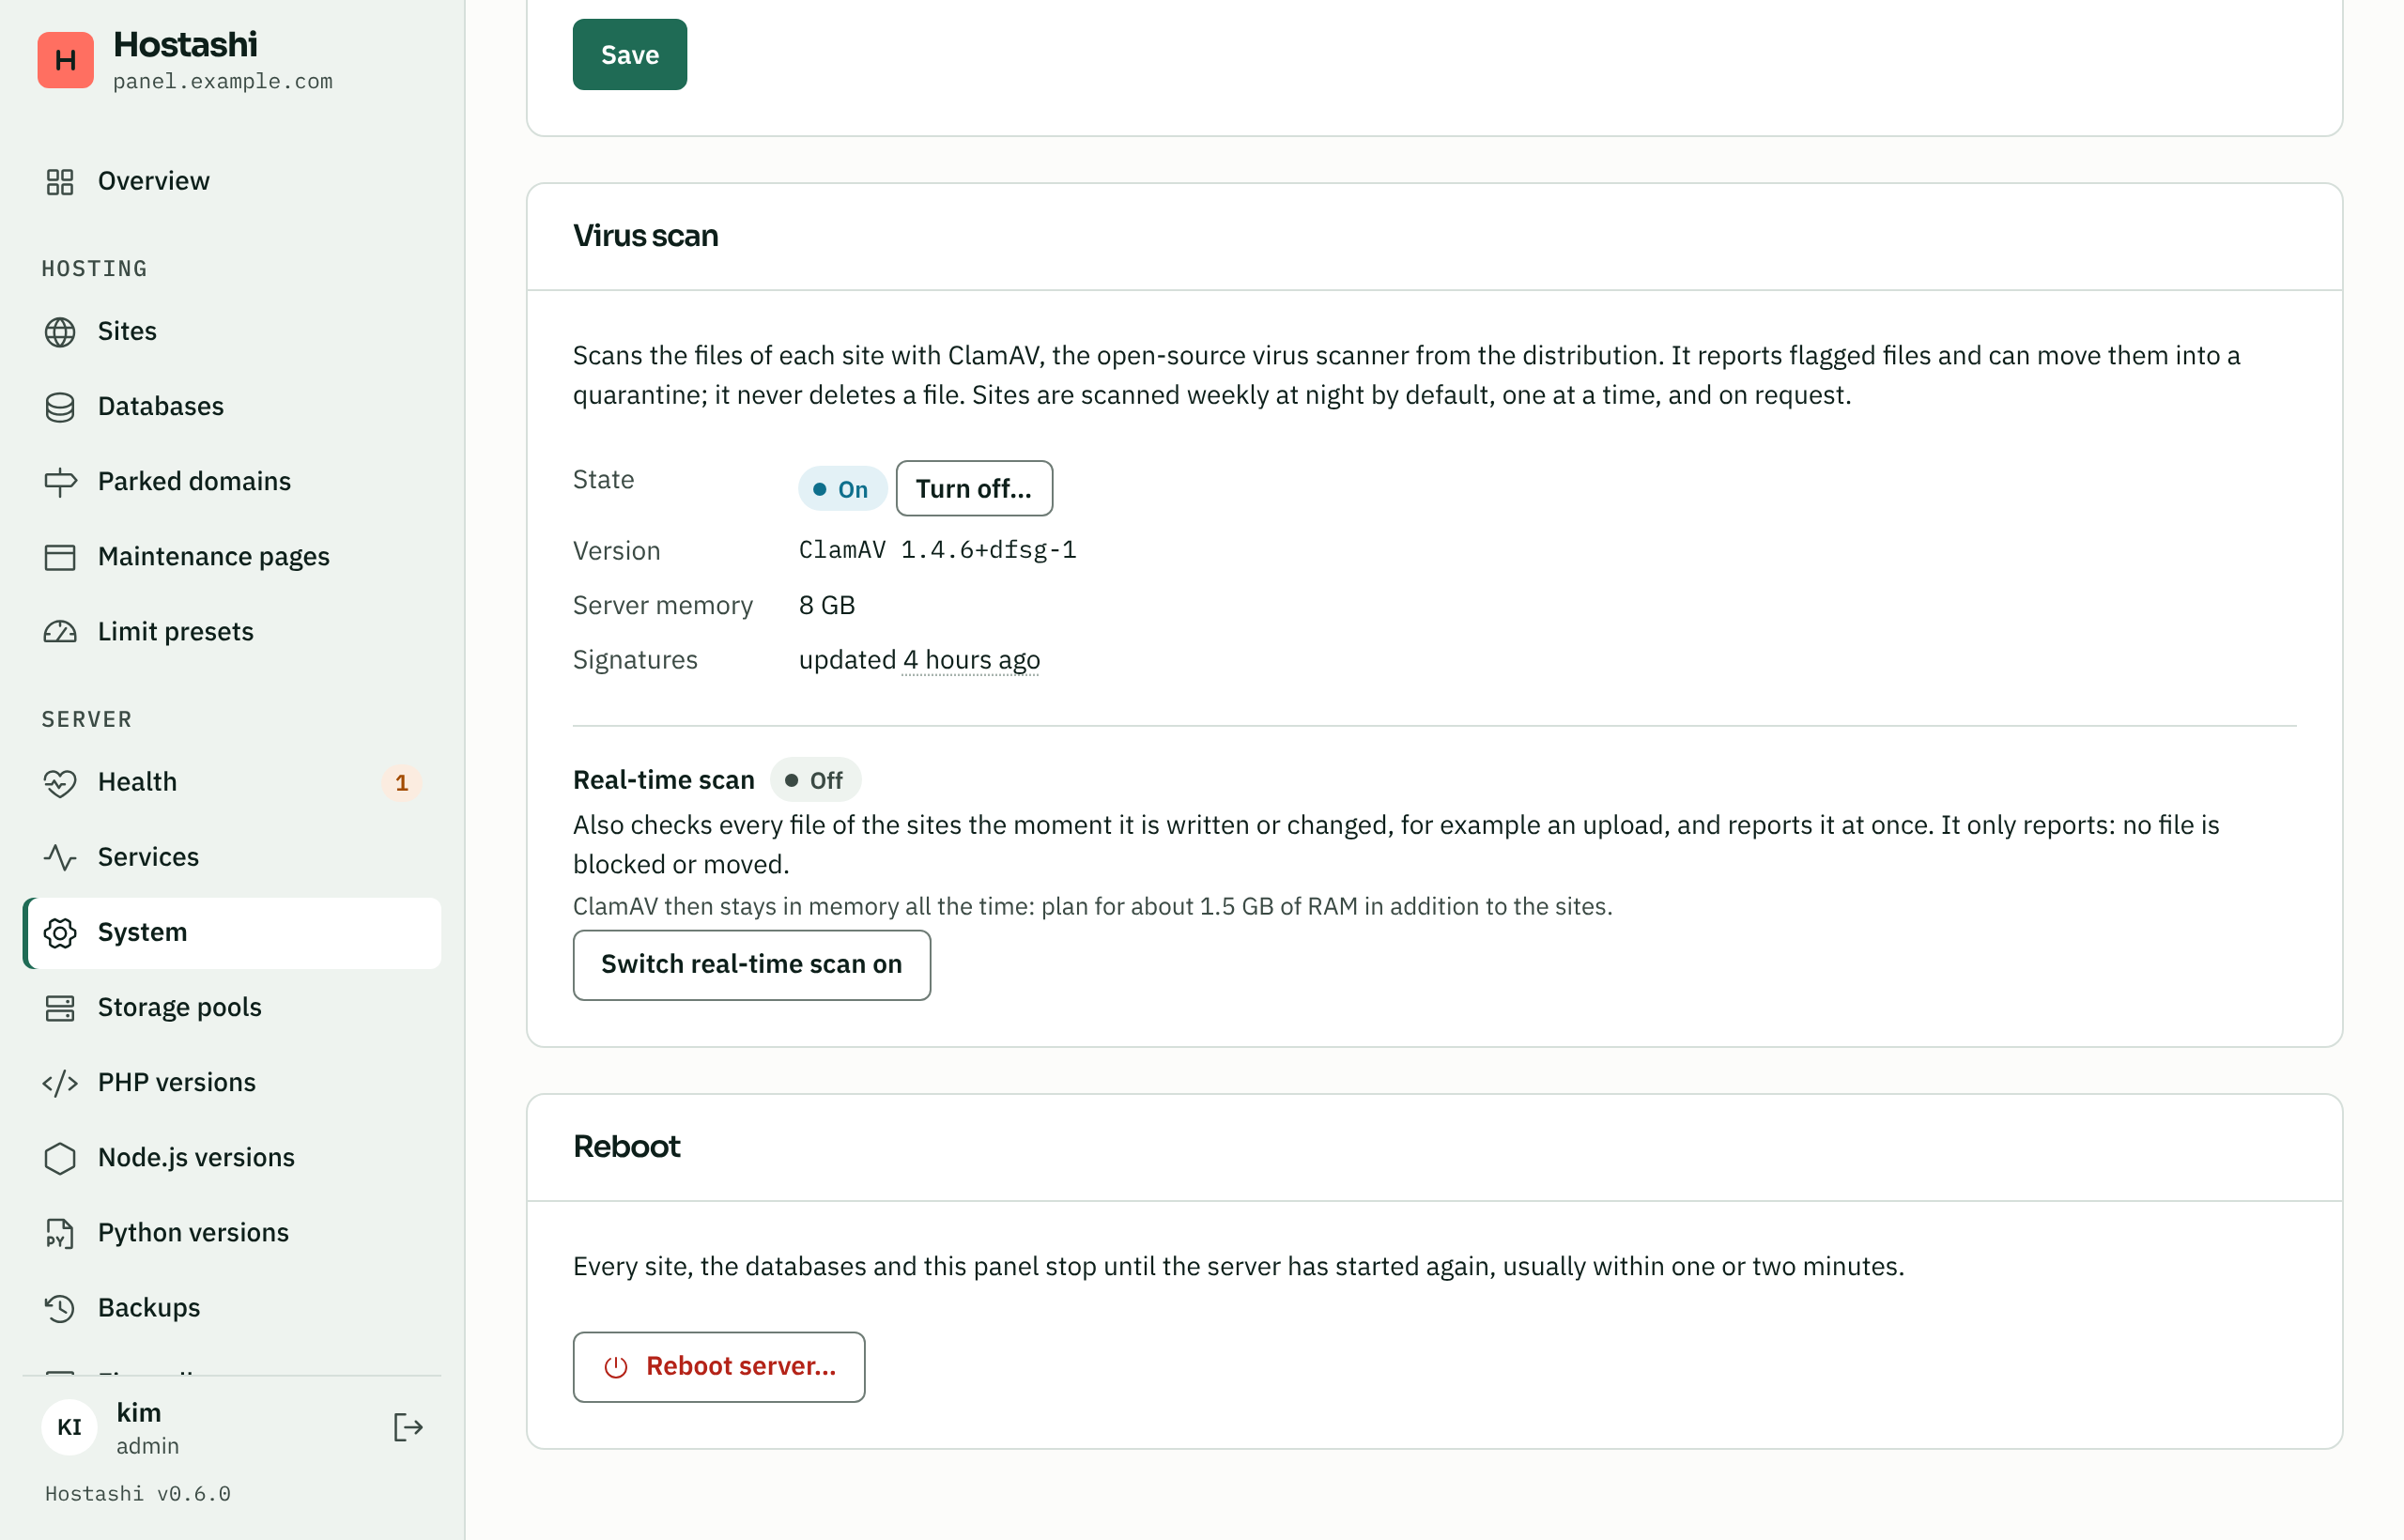 H
Hostashi
panel.example.com
Overview
HOSTING
Sites
Databases
Parked domains
Maintenance pages
Limit presets
SERVER
Health
1
Services
System
Storage pools
PHP versions
Node.js versions
PY
Python versions
Backups
KI
kim
admin
Hostashi v0.6.0
Save
Virus scan
Scans the files of each site with ClamAV, the open-source virus scanner from the distribution. It reports flagged files and can move them into a
quarantine; it never deletes a file. Sites are scanned weekly at night by default, one at a time, and on request.
State
On
Turn off...
Version
ClamAV 1.4.6+dfsg-1
Server memory
8 GB
Signatures
updated 4 hours ago
Real-time scan
Off
Also checks every file of the sites the moment it is written or changed, for example an upload, and reports it at once. It only reports: no file is
blocked or moved.
ClamAV then stays in memory all the time: plan for about 1.5 GB of RAM in addition to the sites.
Switch real-time scan on
Reboot
Every site, the databases and this panel stop until the server has started again, usually within one or two minutes.
Reboot server...